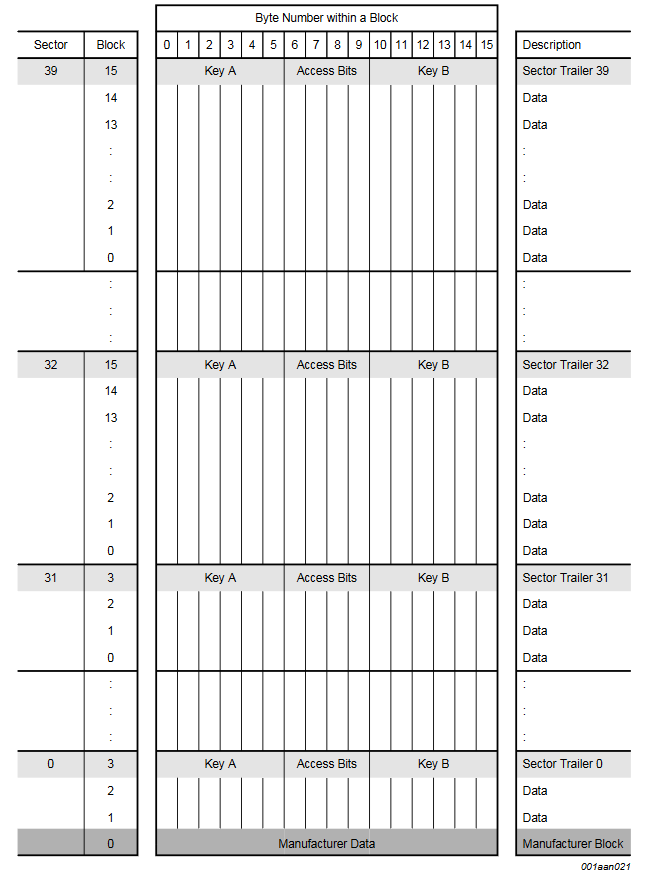 Byte Number within a Block
Sector Block 0 1 2 3 4 5 6 7 8 9 10 11 12 13 14 15 Description
39 15 Key A Access Bits Key B Sector Trailer 39
14 Data
13 Data
: :
: :
2 Data
1 Data
0 Data
: :
: :
: :
32 15 Key A Access Bits Key B Sector Trailer 32
14 Data
13 Data
: :
: :
2 Data
1 Data
0 Data
31 3 Key A Access Bits Key B Sector Trailer 31
2 Data
1 Data
0 Data
: :
: :
: :
0 3 Key A Access Bits Key B Sector Trailer 0
2 Data
1 Data
0 Manufacturer Data Manufacturer Block
001aan021